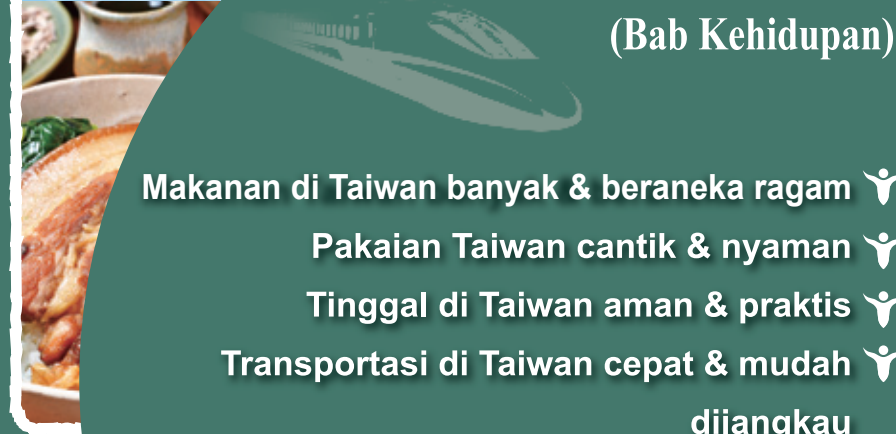 (Bab Kehidupan)
Makanan di Taiwan banyak & beraneka ragam
Pakaian Taiwan cantik & nyaman
Tinggal di Taiwan aman & praktis
Transportasi di Taiwan cepat & mudah
dijangkau